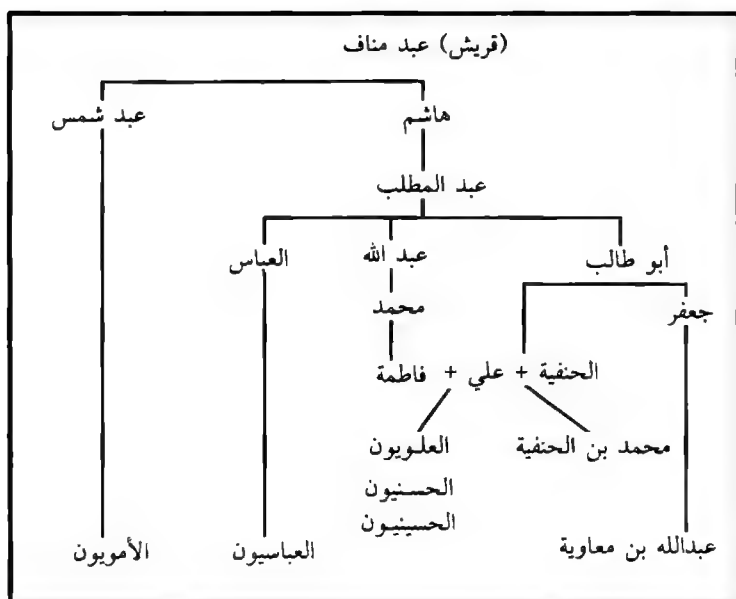 (قريش) عبد مناف
هاشم عبد شمس
عبد المطلب
أبو طالب عبد الله العباس
جعفر محمد
الحنفية + علي + فاطمة
محمد بن الحنفية العلويون
الحسنيون
الحسينيون
عبدالله بن معاوية العباسيون الأمويون